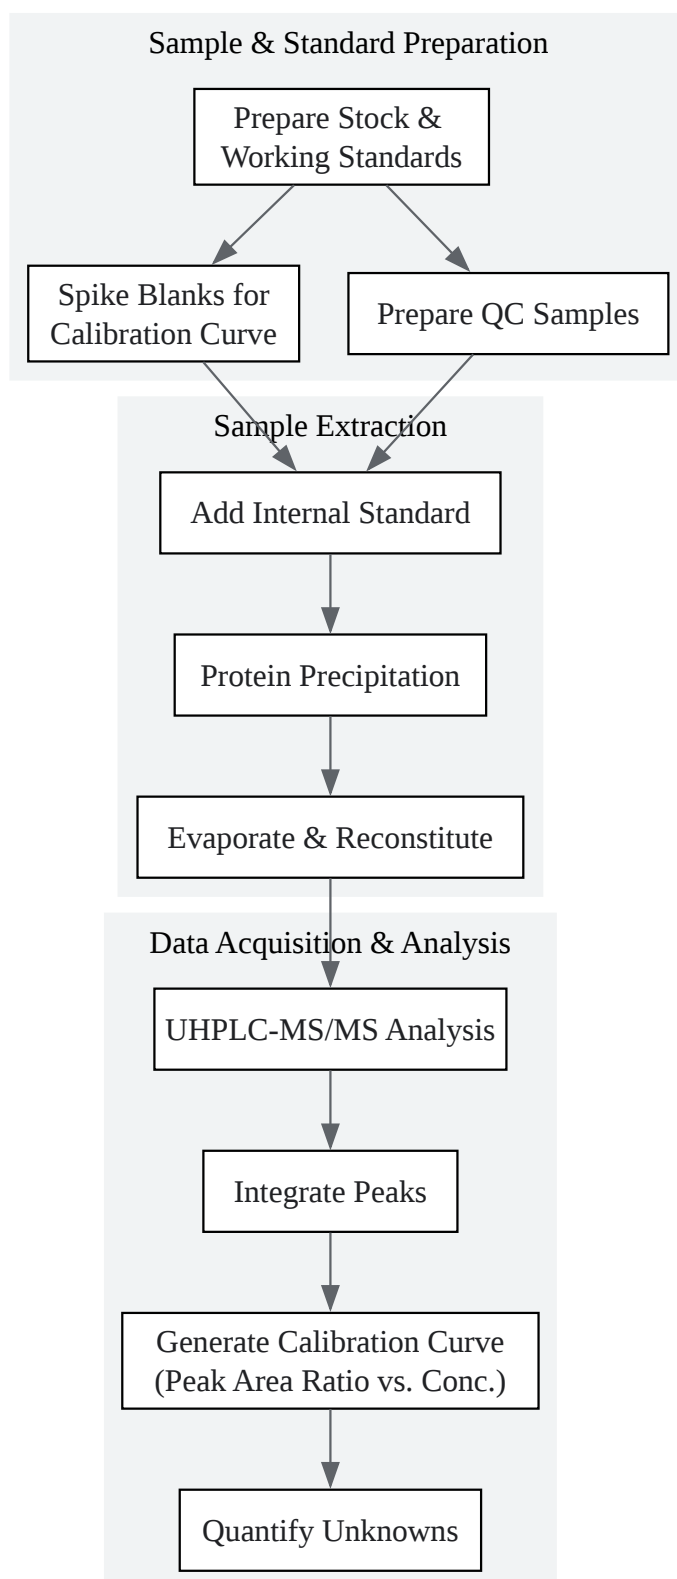 Sample & Standard Preparation
Prepare Stock &
Working Standards
Spike Blanks for
Calibration Curve
Prepare QC Samples
Sample Extraction
Add Internal Standard
Protein Precipitation
Evaporate & Reconstitute
Data Acquisition & Analysis
UHPLC-MS/MS Analysis
Integrate Peaks
Generate Calibration Curve
(Peak Area Ratio vs. Conc.)
Quantify Unknowns